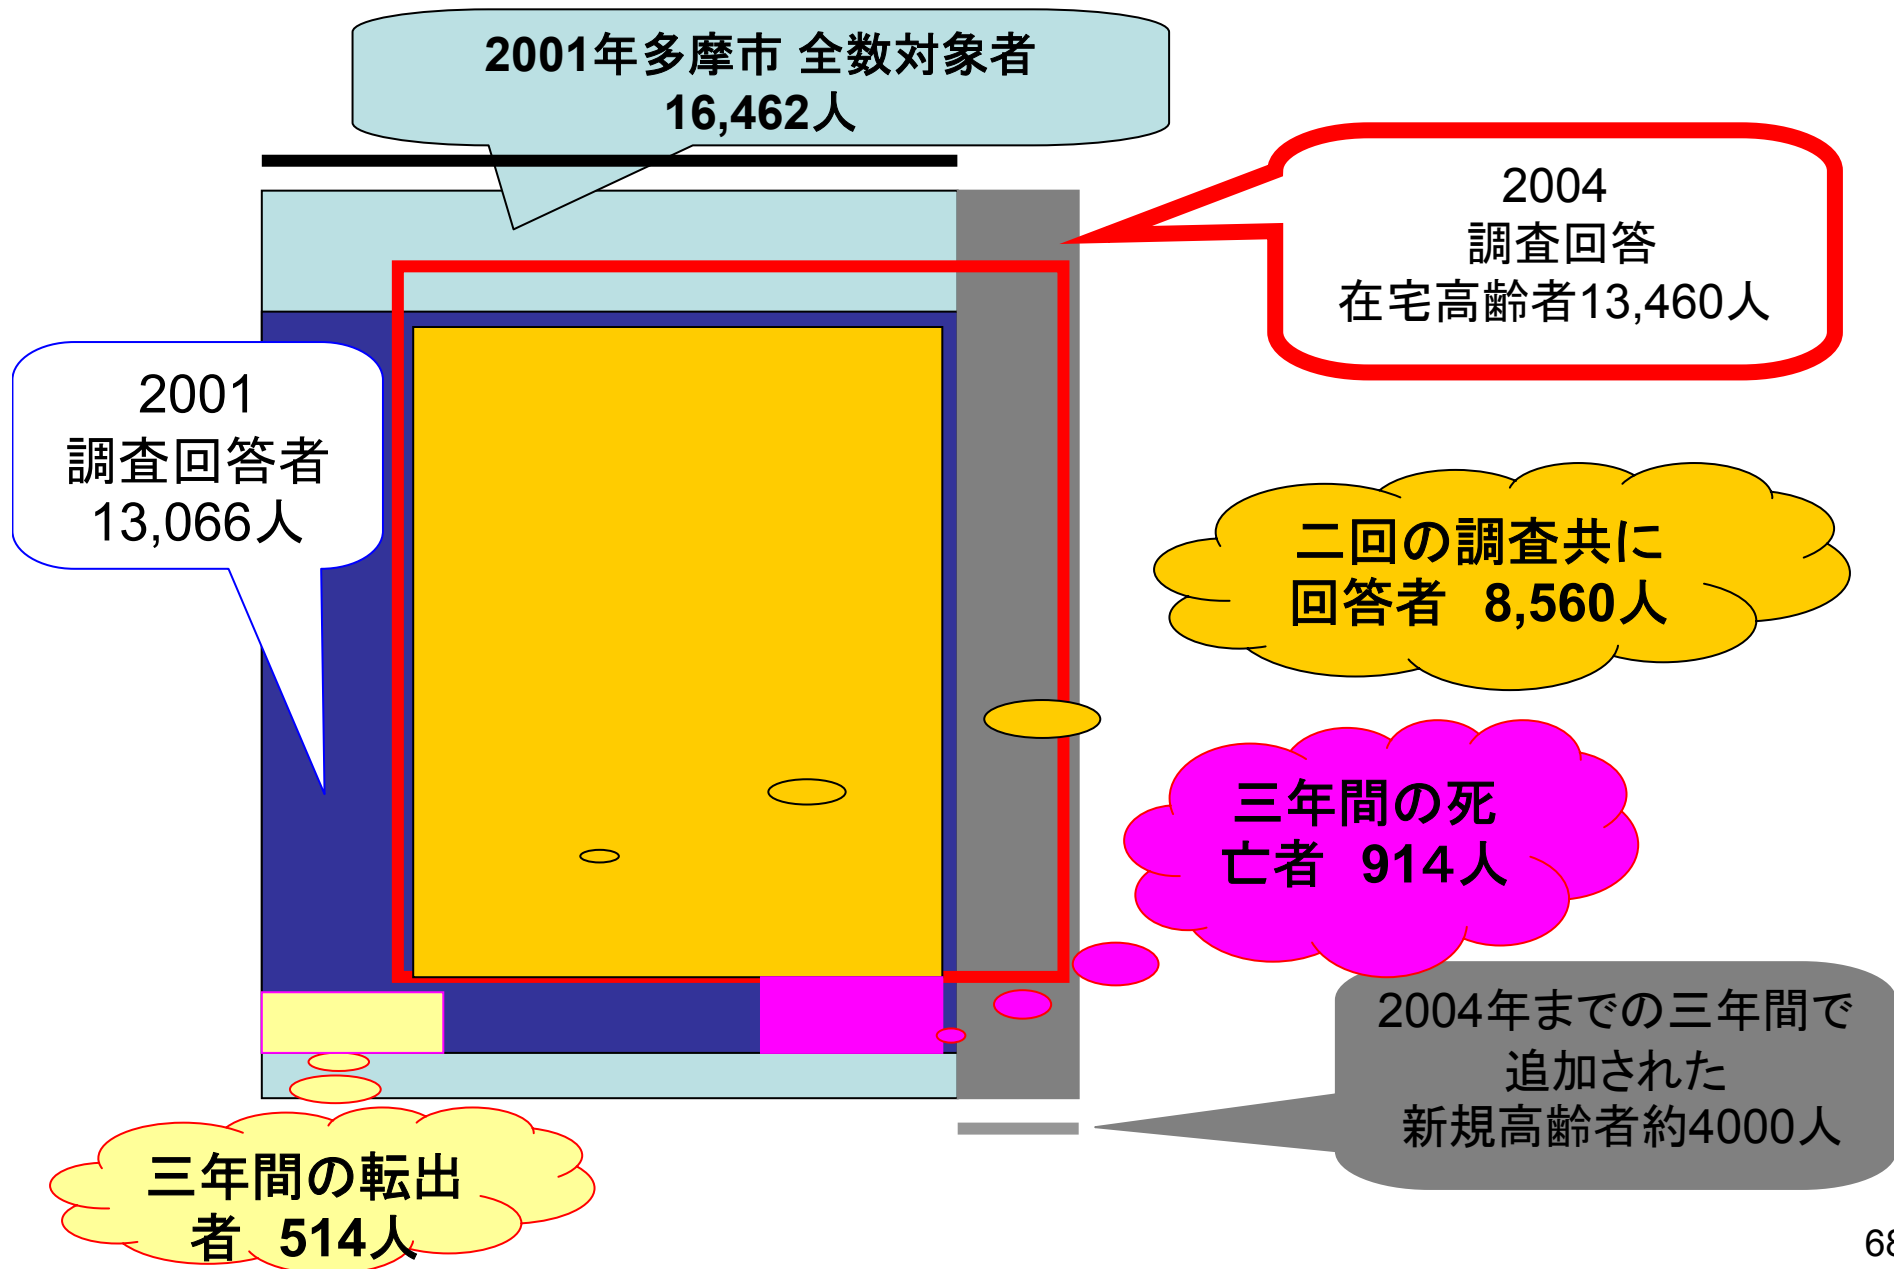 2001年多摩市 全数対象者
16,462人
2004
調査回答
在宅高齢者13,460人
2001
調査回答者
13,066人
二回の調査共に
回答者　8,560人
三年間の死
亡者　914人
2004年までの三年間で
追加された
新規高齢者約4000人
三年間の転出
者　514人
68